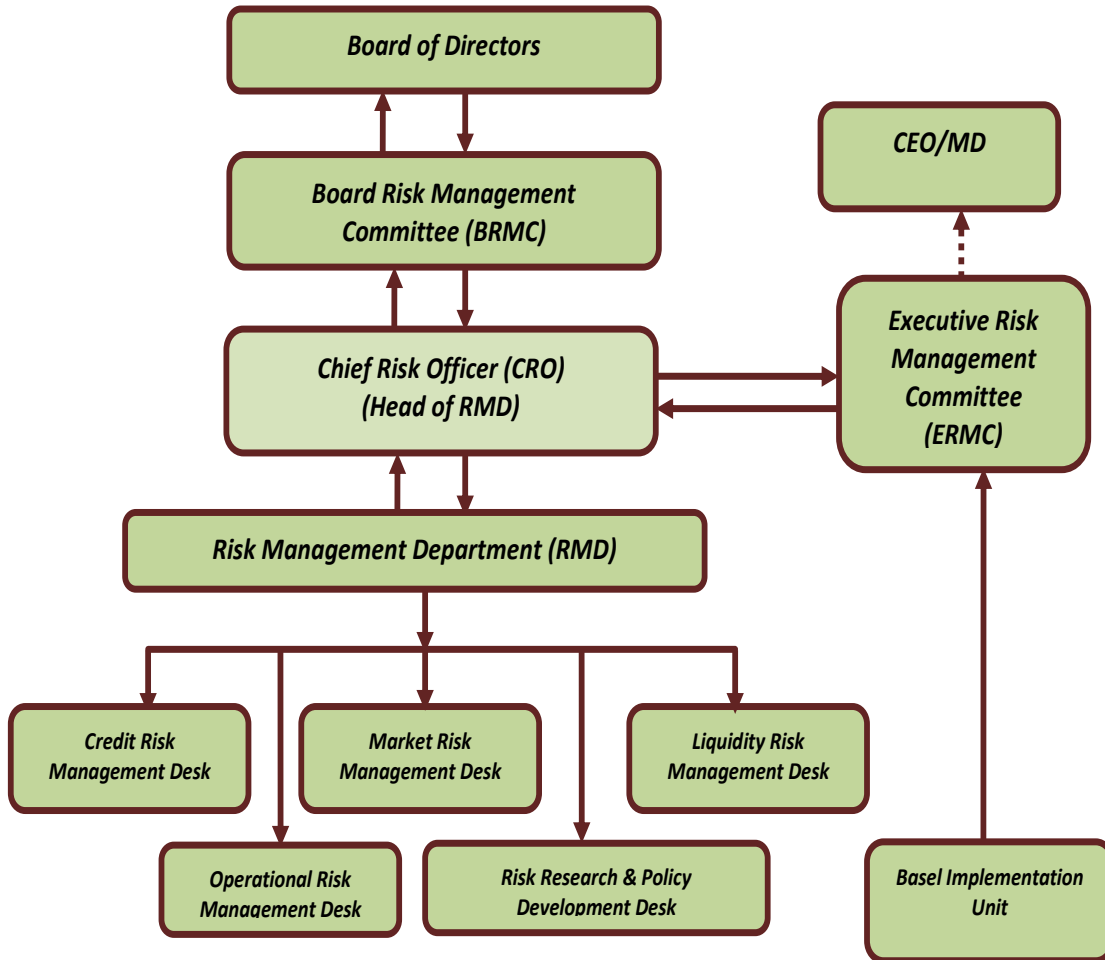 Board of Directors
CEO/MD
Board Risk Management
Committee (BRMC)
Executive Risk
Management
Committee
(ERMC)
Chief Risk Officer (CRO)
(Head of RMD)
Risk Management Department (RMD)
Credit Risk
Management Desk
Market Risk
Management Desk
Liquidity Risk
Management Desk
Operational Risk
Management Desk
Risk Research & Policy
Development Desk
Basel Implementation
Unit